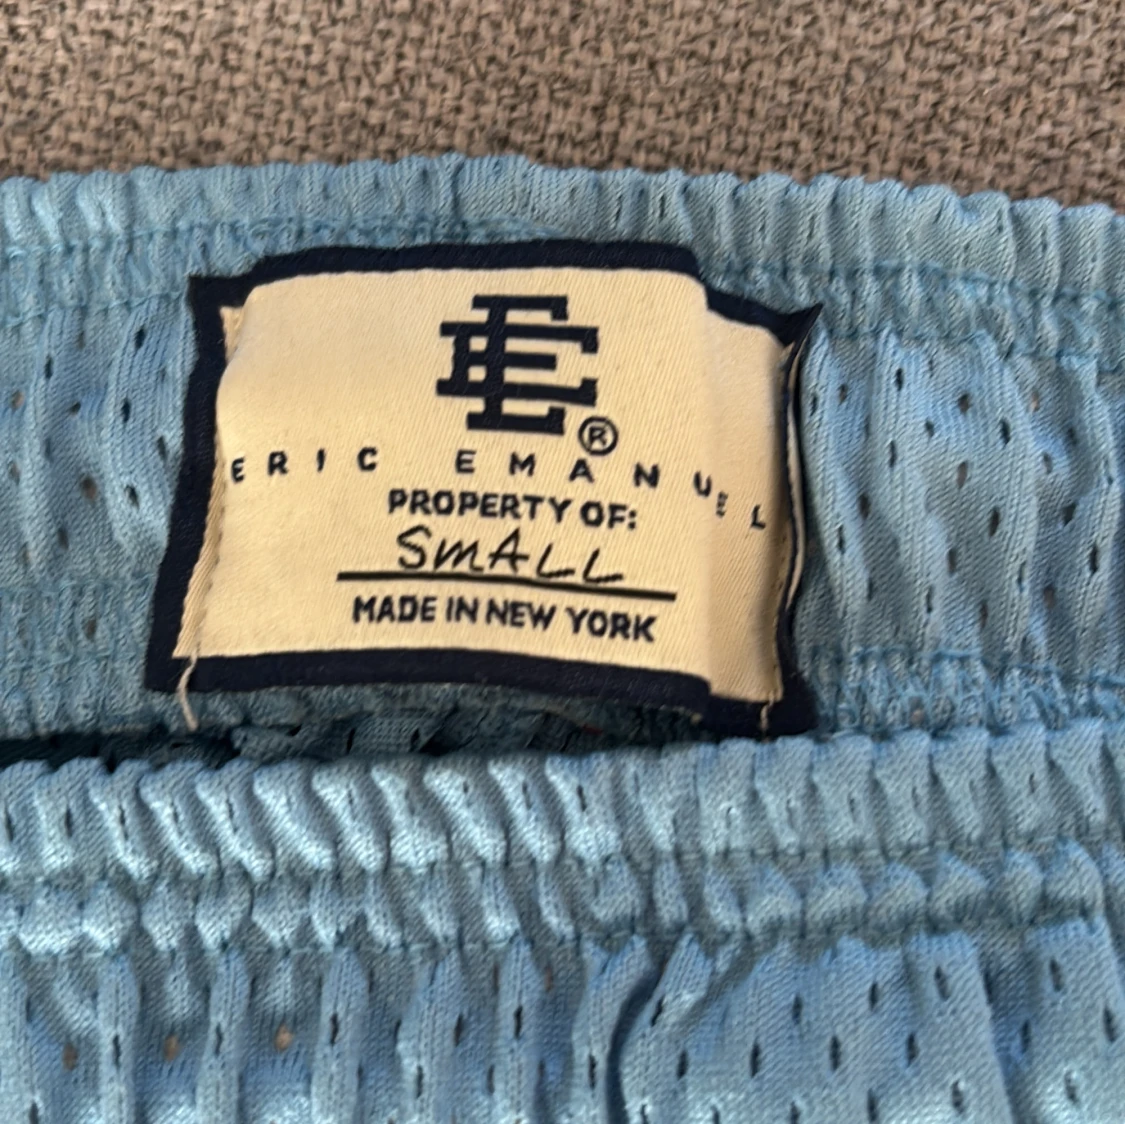 EE®
ERIC EMANUEL
PROPERTY OF:
SMALL
MADE IN NEW YORK